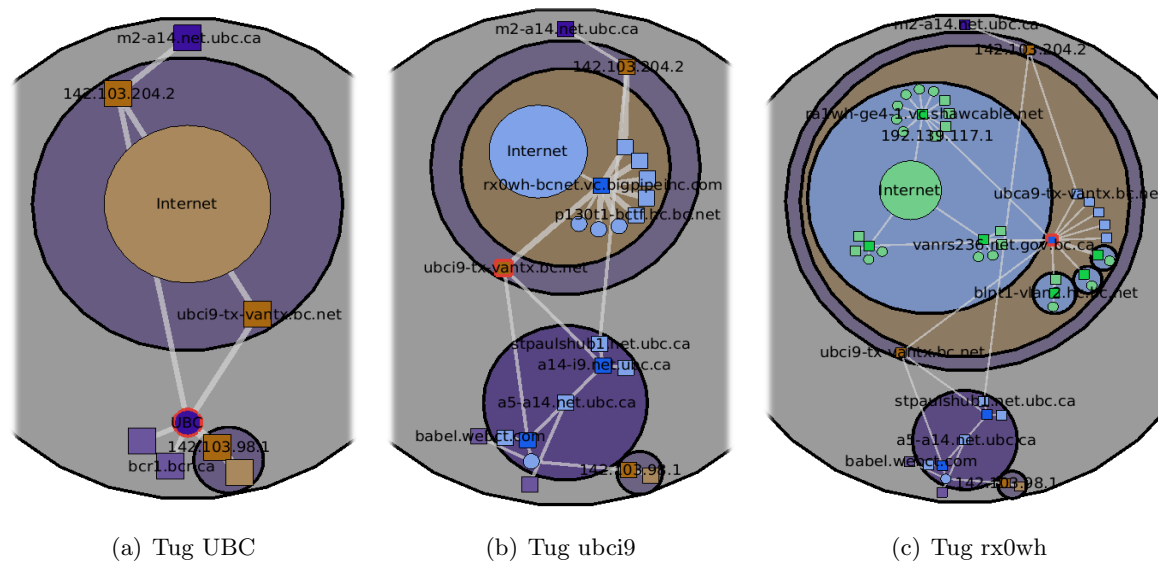 m2-a14.net.ubc.ca
142.103.204.2
Internet
ubci9-tx-vantx.bc.net
UBC
142.103.98.1
bcr1.bcr.ca
(a) Tug UBC
m2-a14.net.ubc.ca
142.103.204.2
Internet
rx0wh-bcnet.vc.bigpipeinc.com
p130t1-bctf.hc.bc.net
ubci9-tx-vantx.bc.net
stpaulshub1.net.ubc.ca
a14-i9.net.ubc.ca
a5-a14.net.ubc.ca
babel.webct.com
142.103.98.1
(b) Tug ubci9
m2-a14.net.ubc.ca
142.103.204.2
ra1wh-ge4-1.vc.shawcable.net
192.139.117.1
Internet
ubca9-tx-vantx.bc.net
vanrs236.net.gov.bc.ca
blnt1-vlan2.hc.bc.net
ubci9-tx-vantx.bc.net
stpaulshub1.net.ubc.ca
a5-a14.net.ubc.ca
babel.webct.com
142.103.98.1
(c) Tug rx0wh